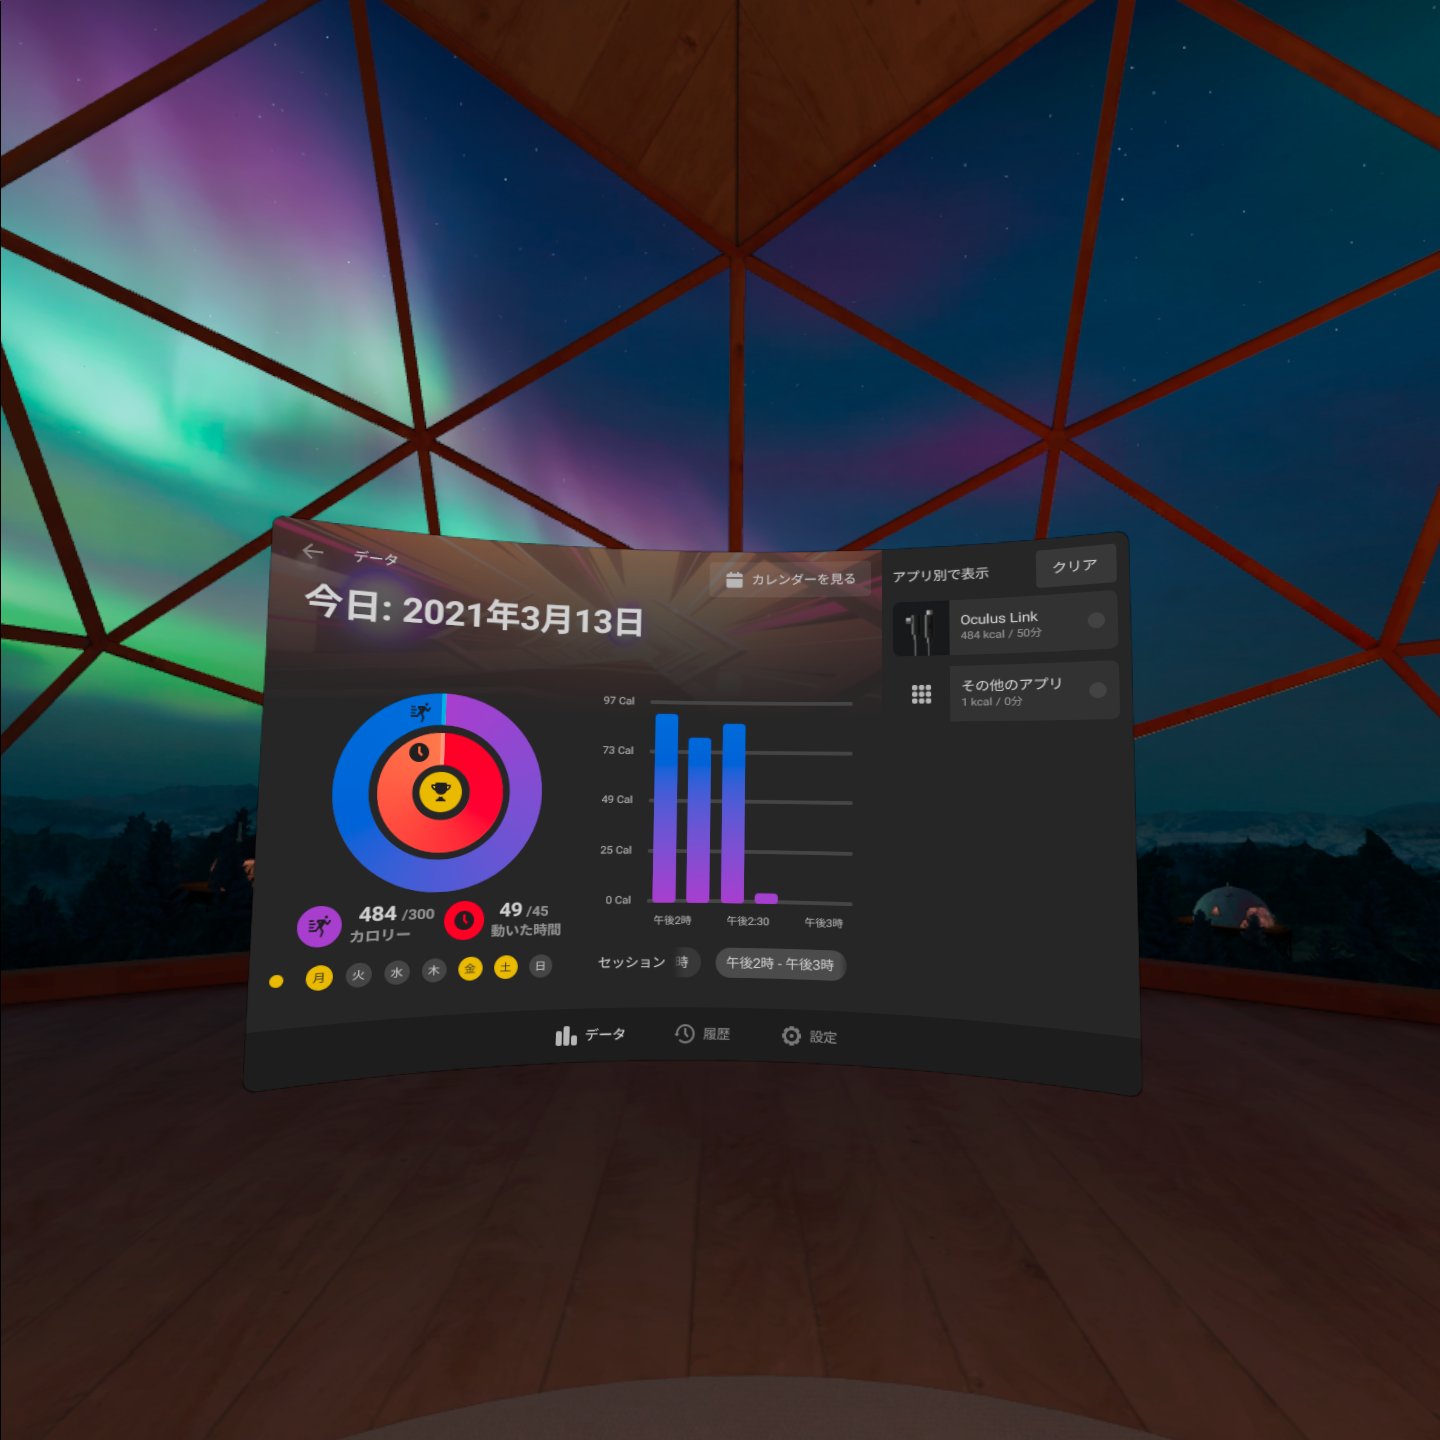 データ
今日: 2021年3月13日
カレンダーを見る
484 /300
カロリー
49 /45
動いた時間
月 火 水 木 金 土 日
97 Cal
73 Cal
49 Cal
25 Cal
0 Cal
午後2時 午後2:30 午後3時
セッション 時 午後2時 - 午後3時
アプリ別で表示
クリア
Oculus Link
484 kcal / 50分
その他のアプリ
1 kcal / 0分
データ 履歴 設定